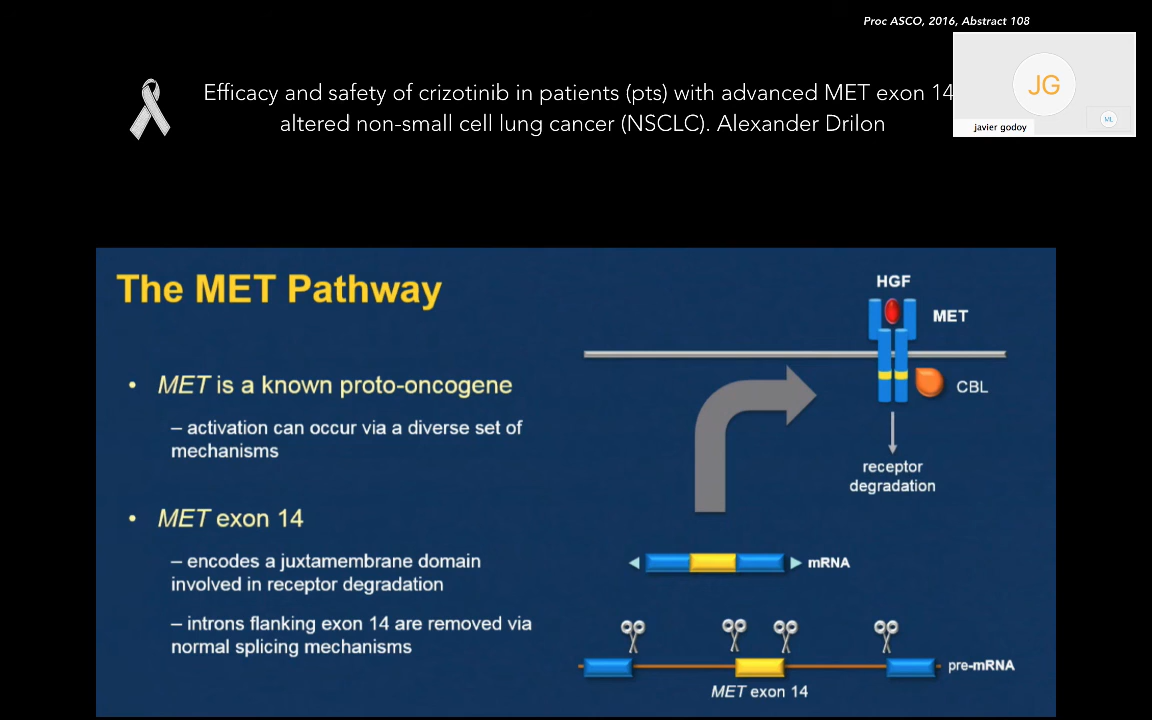 Proc ASCO, 2016, Abstract 108
Efficacy and safety of crizotinib in patients (pts) with advanced MET exon 14
altered non-small cell lung cancer (NSCLC). Alexander Drilon
JG
javier godoy
ML
The MET Pathway
• MET is a known proto-oncogene
– activation can occur via a diverse set of
mechanisms
• MET exon 14
– encodes a juxtamembrane domain
involved in receptor degradation
– introns flanking exon 14 are removed via
normal splicing mechanisms
HGF
MET
CBL
receptor
degradation
mRNA
pre-mRNA
MET exon 14